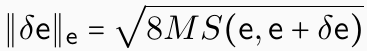 ‖δe‖ₑ = √8MS(e, e + δe)